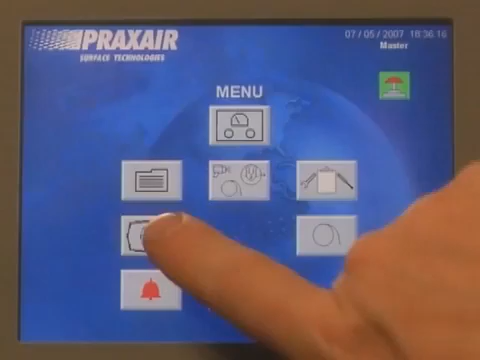 PRAXAIR
SURFACE TECHNOLOGIES
07 / 05 / 2007 18:36:16
Master
MENU